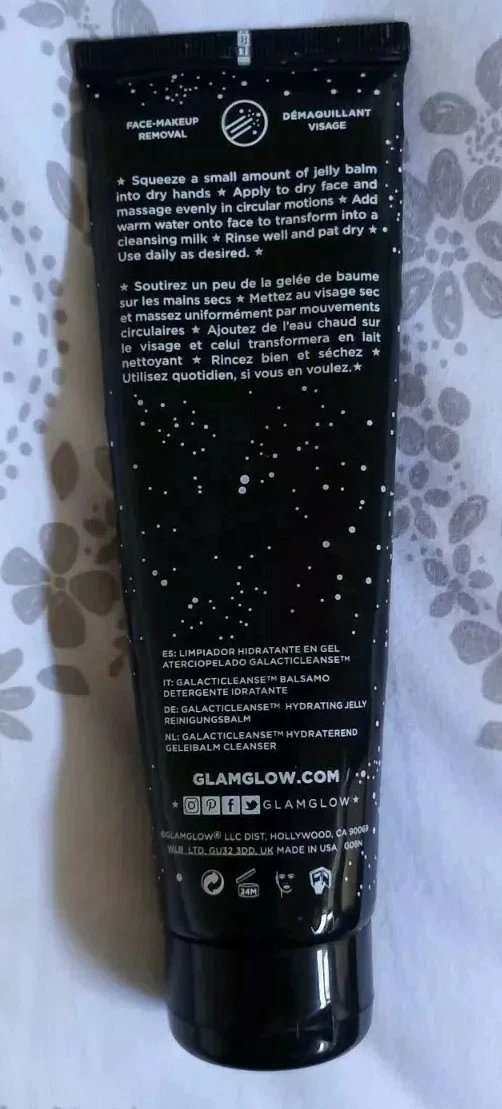 FACE-MAKEUP
REMOVAL
DÉMAQUILLANT
VISAGE
★ Squeeze a small amount of jelly balm
into dry hands ★ Apply to dry face and
massage evenly in circular motions ★ Add
warm water onto face to transform into a
cleansing milk ★ Rinse well and pat dry ★
Use daily as desired. ★
★ Soutirez un peu de la gelée de baume
sur les mains secs ★ Mettez au visage sec
et massez uniformément par mouvements
circulaires ★ Ajoutez de l'eau chaud sur
le visage et celui transformera en lait
nettoyant ★ Rincez bien et séchez ★
Utilisez quotidien, si vous en voulez.★
ES: LIMPIADOR HIDRATANTE EN GEL
ATERCIOPELADO GALACTICLEANSE™
IT: GALACTICLEANSE™ BALSAMO
DETERGENTE IDRATANTE
DE: GALACTICLEANSE™ HYDRATING JELLY
REINIGUNGSBALM
NL: GALACTICLEANSE™ HYDRATEREND
GELEIBALM CLEANSER
GLAMGLOW.COM
★ GLAMGLOW ★
©GLAMGLOW® LLC DIST. HOLLYWOOD, CA 90069
WLB LTD. GU32 3DD, UK MADE IN USA G08N
24M